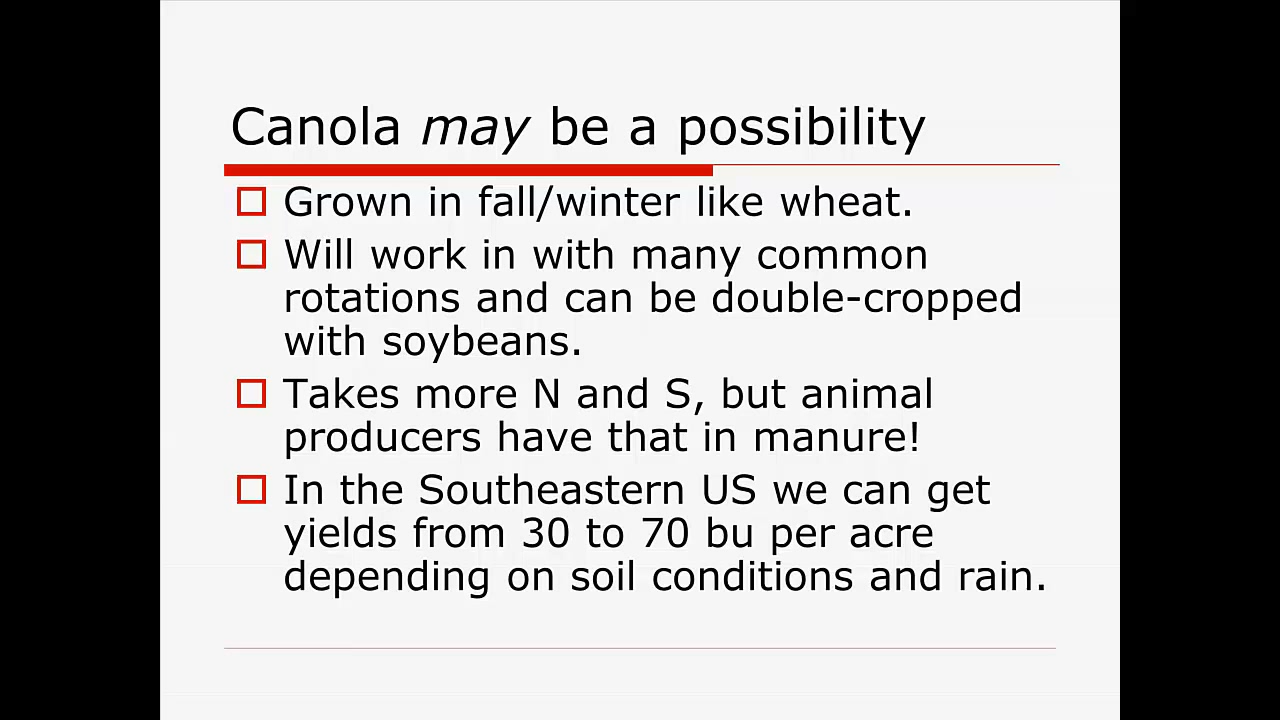 Canola may be a possibility
Grown in fall/winter like wheat.
Will work in with many common
rotations and can be double-cropped
with soybeans.
Takes more N and S, but animal
producers have that in manure!
In the Southeastern US we can get
yields from 30 to 70 bu per acre
depending on soil conditions and rain.